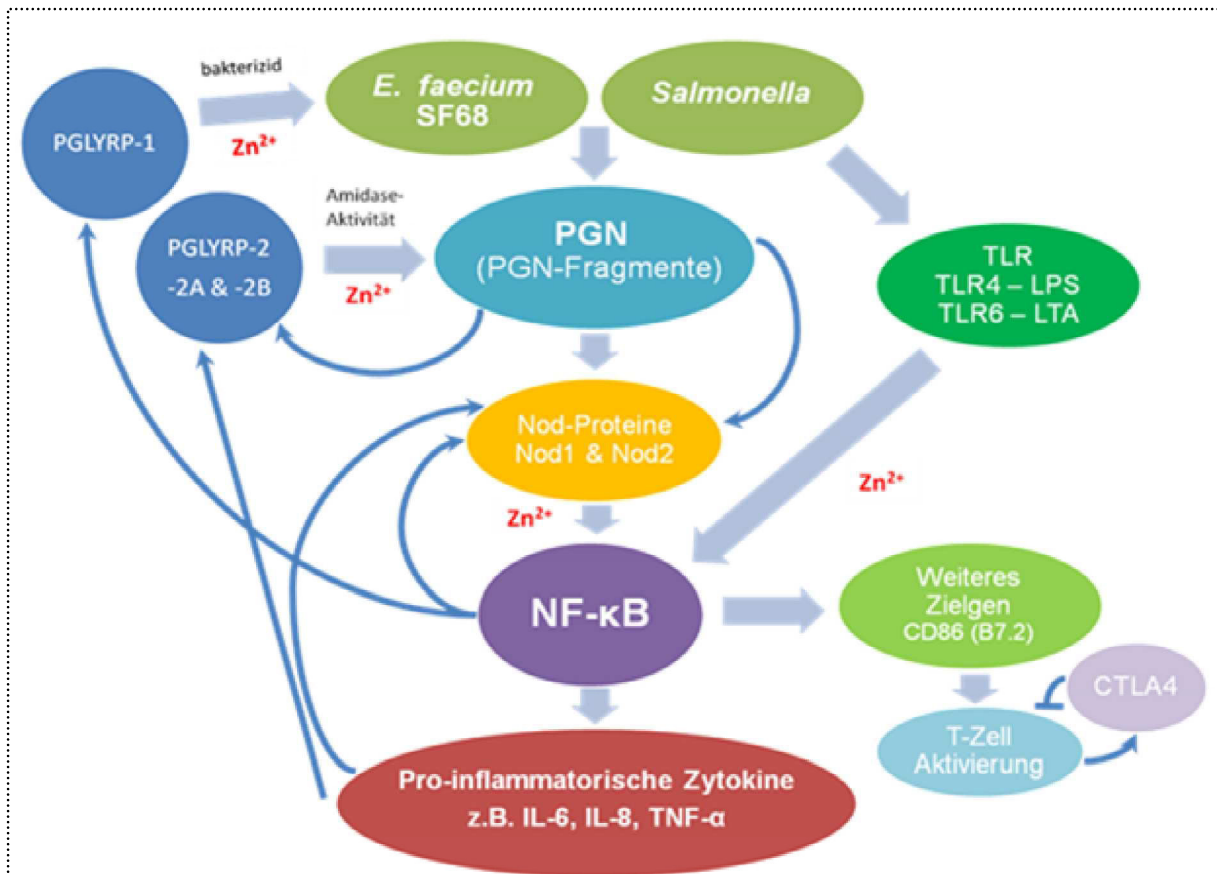 bakterizid
E. faecium
SF68
Salmonella
PGLYRP-1
Zn²⁺
Amidase-
Aktivität
PGLYRP-2
-2A & -2B
Zn²⁺
PGN
(PGN-Fragmente)
TLR
TLR4 – LPS
TLR6 – LTA
Nod-Proteine
Nod1 & Nod2
Zn²⁺
Zn²⁺
NF-κB
Weiteres
Zielgen
CD86 (B7.2)
CTLA4
T-Zell
Aktivierung
Pro-inflammatorische Zytokine
z.B. IL-6, IL-8, TNF-α